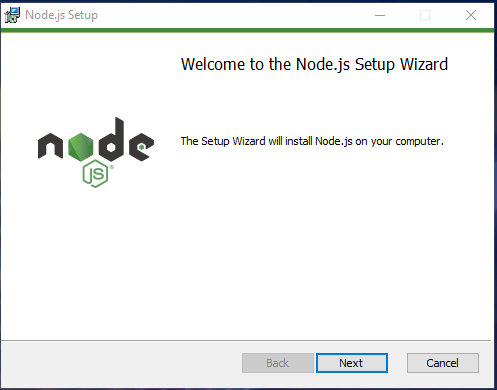 Node.js Setup
Welcome to the Node.js Setup Wizard
The Setup Wizard will install Node.js on your computer.
node
JS®
Back Next Cancel